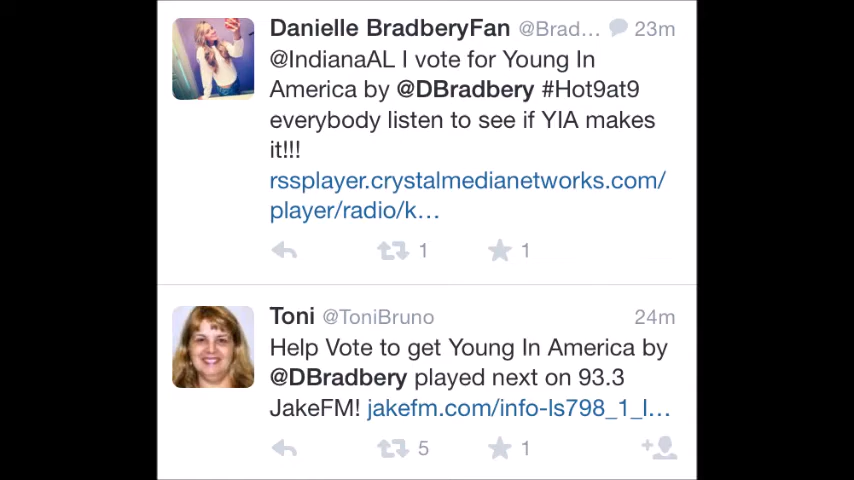 Danielle BradberyFan @Brad... 23m
@IndianaAL I vote for Young In
America by @DBradbery #Hot9at9
everybody listen to see if YIA makes
it!!!
rssplayer.crystalmedianetworks.com/
player/radio/k...
1 1
Toni @ToniBruno 24m
Help Vote to get Young In America by
@DBradbery played next on 93.3
JakeFM! jakefm.com/info-ls798_1_l...
5 1